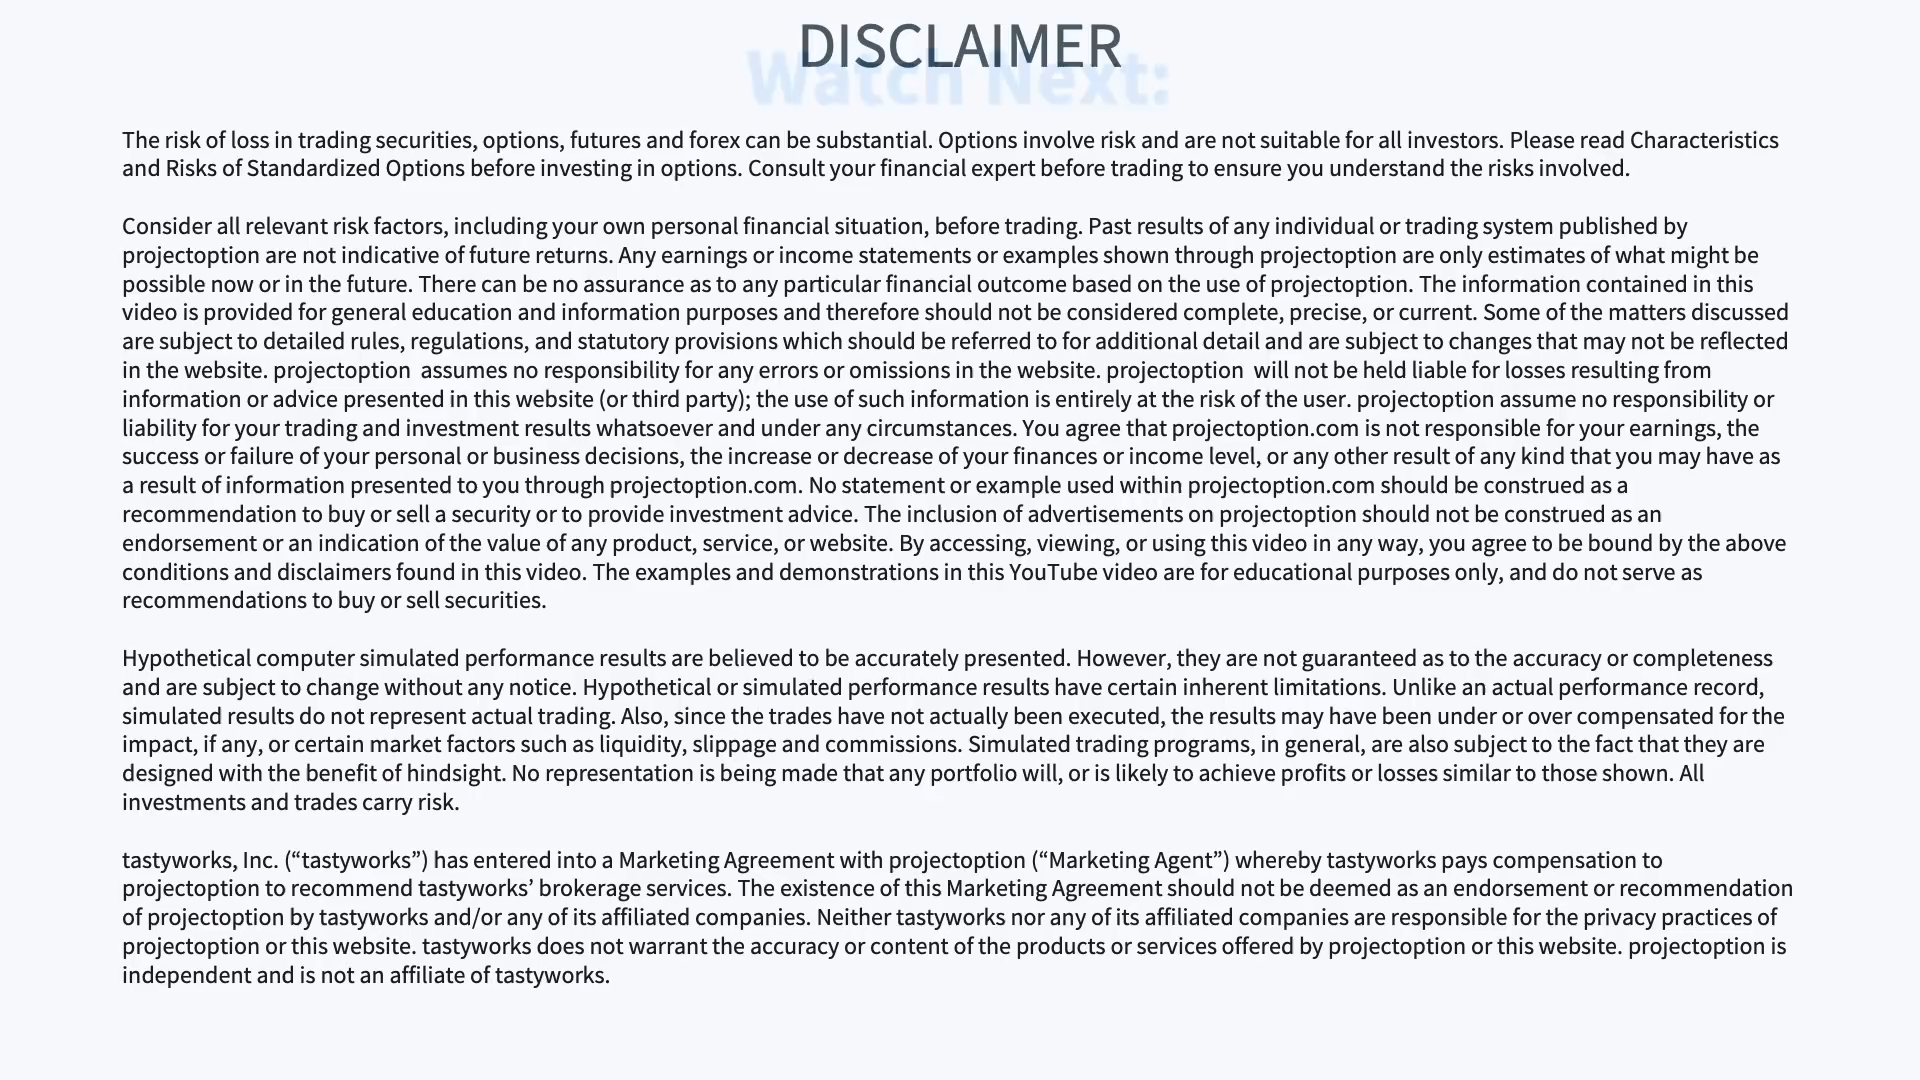 DISCLAIMER
Watch Next:
The risk of loss in trading securities, options, futures and forex can be substantial. Options involve risk and are not suitable for all investors. Please read Characteristics
and Risks of Standardized Options before investing in options. Consult your financial expert before trading to ensure you understand the risks involved.
Consider all relevant risk factors, including your own personal financial situation, before trading. Past results of any individual or trading system published by
projectoption are not indicative of future returns. Any earnings or income statements or examples shown through projectoption are only estimates of what might be
possible now or in the future. There can be no assurance as to any particular financial outcome based on the use of projectoption. The information contained in this
video is provided for general education and information purposes and therefore should not be considered complete, precise, or current. Some of the matters discussed
are subject to detailed rules, regulations, and statutory provisions which should be referred to for additional detail and are subject to changes that may not be reflected
in the website. projectoption  assumes no responsibility for any errors or omissions in the website. projectoption  will not be held liable for losses resulting from
information or advice presented in this website (or third party); the use of such information is entirely at the risk of the user. projectoption assume no responsibility or
liability for your trading and investment results whatsoever and under any circumstances. You agree that projectoption.com is not responsible for your earnings, the
success or failure of your personal or business decisions, the increase or decrease of your finances or income level, or any other result of any kind that you may have as
a result of information presented to you through projectoption.com. No statement or example used within projectoption.com should be construed as a
recommendation to buy or sell a security or to provide investment advice. The inclusion of advertisements on projectoption should not be construed as an
endorsement or an indication of the value of any product, service, or website. By accessing, viewing, or using this video in any way, you agree to be bound by the above
conditions and disclaimers found in this video. The examples and demonstrations in this YouTube video are for educational purposes only, and do not serve as
recommendations to buy or sell securities.
Hypothetical computer simulated performance results are believed to be accurately presented. However, they are not guaranteed as to the accuracy or completeness
and are subject to change without any notice. Hypothetical or simulated performance results have certain inherent limitations. Unlike an actual performance record,
simulated results do not represent actual trading. Also, since the trades have not actually been executed, the results may have been under or over compensated for the
impact, if any, or certain market factors such as liquidity, slippage and commissions. Simulated trading programs, in general, are also subject to the fact that they are
designed with the benefit of hindsight. No representation is being made that any portfolio will, or is likely to achieve profits or losses similar to those shown. All
investments and trades carry risk.
tastyworks, Inc. (“tastyworks”) has entered into a Marketing Agreement with projectoption (“Marketing Agent”) whereby tastyworks pays compensation to
projectoption to recommend tastyworks’ brokerage services. The existence of this Marketing Agreement should not be deemed as an endorsement or recommendation
of projectoption by tastyworks and/or any of its affiliated companies. Neither tastyworks nor any of its affiliated companies are responsible for the privacy practices of
projectoption or this website. tastyworks does not warrant the accuracy or content of the products or services offered by projectoption or this website. projectoption is
independent and is not an affiliate of tastyworks.